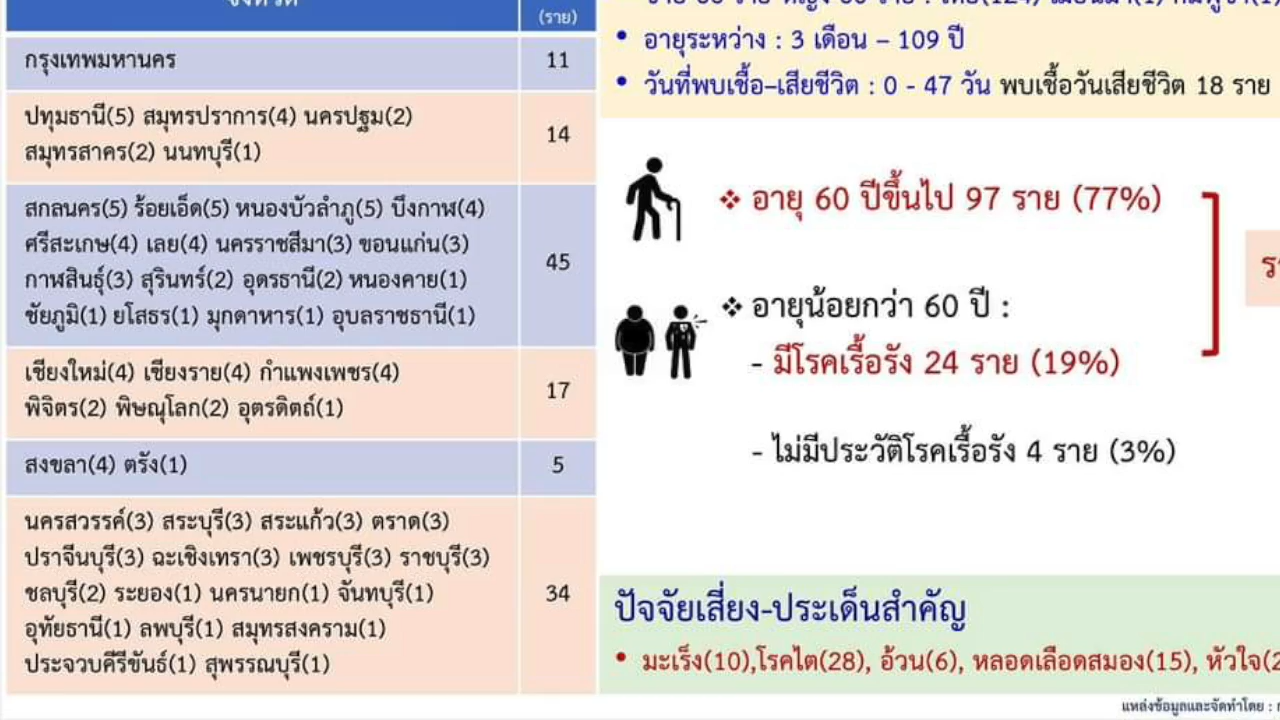 จังหวัด
(ราย)
กรุงเทพมหานคร 11
ปทุมธานี(5) สมุทรปราการ(4) นครปฐม(2)
สมุทรสาคร(2) นนทบุรี(1)
14
สกลนคร(5) ร้อยเอ็ด(5) หนองบัวลำภู(5) บึงกาฬ(4)
ศรีสะเกษ(4) เลย(4) นครราชสีมา(3) ขอนแก่น(3)
กาฬสินธุ์(3) สุรินทร์(2) อุดรธานี(2) หนองคาย(1)
ชัยภูมิ(1) ยโสธร(1) มุกดาหาร(1) อุบลราชธานี(1)
45
เชียงใหม่(4) เชียงราย(4) กำแพงเพชร(4)
พิจิตร(2) พิษณุโลก(2) อุตรดิตถ์(1)
17
สงขลา(4) ตรัง(1) 5
นครสวรรค์(3) สระบุรี(3) สระแก้ว(3) ตราด(3)
ปราจีนบุรี(3) ฉะเชิงเทรา(3) เพชรบุรี(3) ราชบุรี(3)
ชลบุรี(2) ระยอง(1) นครนายก(1) จันทบุรี(1)
อุทัยธานี(1) ลพบุรี(1) สมุทรสงคราม(1)
ประจวบคีรีขันธ์(1) สุพรรณบุรี(1)
34
• อายุระหว่าง : 3 เดือน – 109 ปี
• วันที่พบเชื้อ–เสียชีวิต : 0 - 47 วัน พบเชื้อวันเสียชีวิต 18 ราย
❖ อายุ 60 ปีขึ้นไป 97 ราย (77%)
❖ อายุน้อยกว่า 60 ปี :
- มีโรคเรื้อรัง 24 ราย (19%)
- ไม่มีประวัติโรคเรื้อรัง 4 ราย (3%)
ปัจจัยเสี่ยง-ประเด็นสำคัญ
• มะเร็ง(10),โรคไต(28), อ้วน(6), หลอดเลือดสมอง(15), หัวใจ(2
แหล่งข้อมูลและจัดทำโดย :